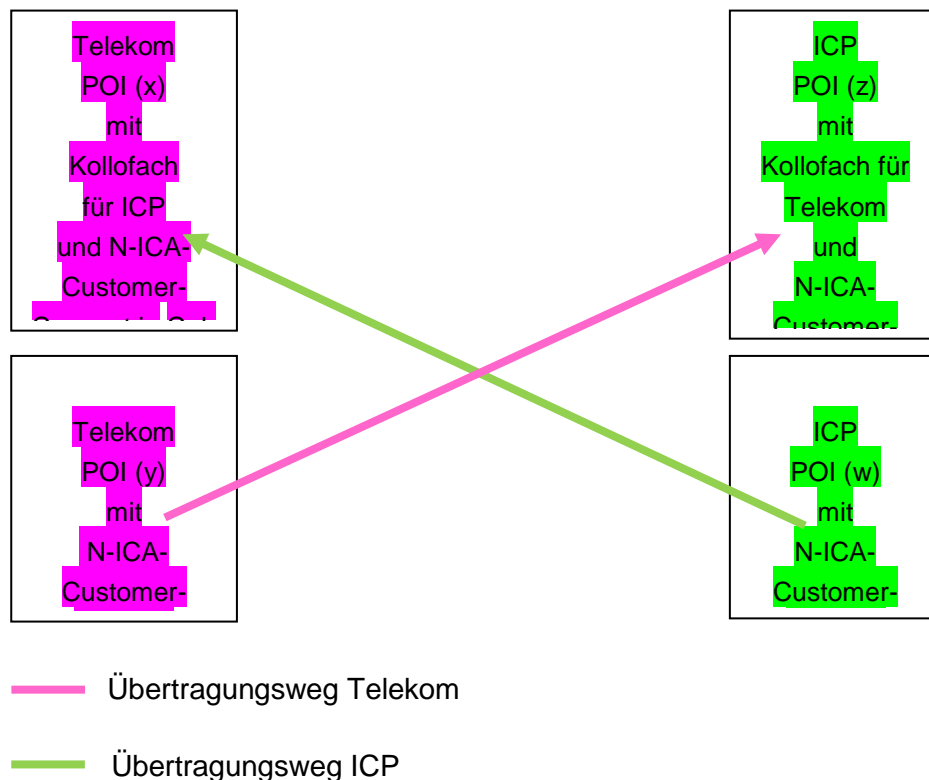 Telekom
POI (x)
mit
Kollofach
für ICP
und N-ICA-
Customer-
ICP
POI (z)
mit
Kollofach für
Telekom
und
N-ICA-
Customer-
Telekom
POI (y)
mit
N-ICA-
Customer-
ICP
POI (w)
mit
N-ICA-
Customer-
Übertragungsweg Telekom
Übertragungsweg ICP